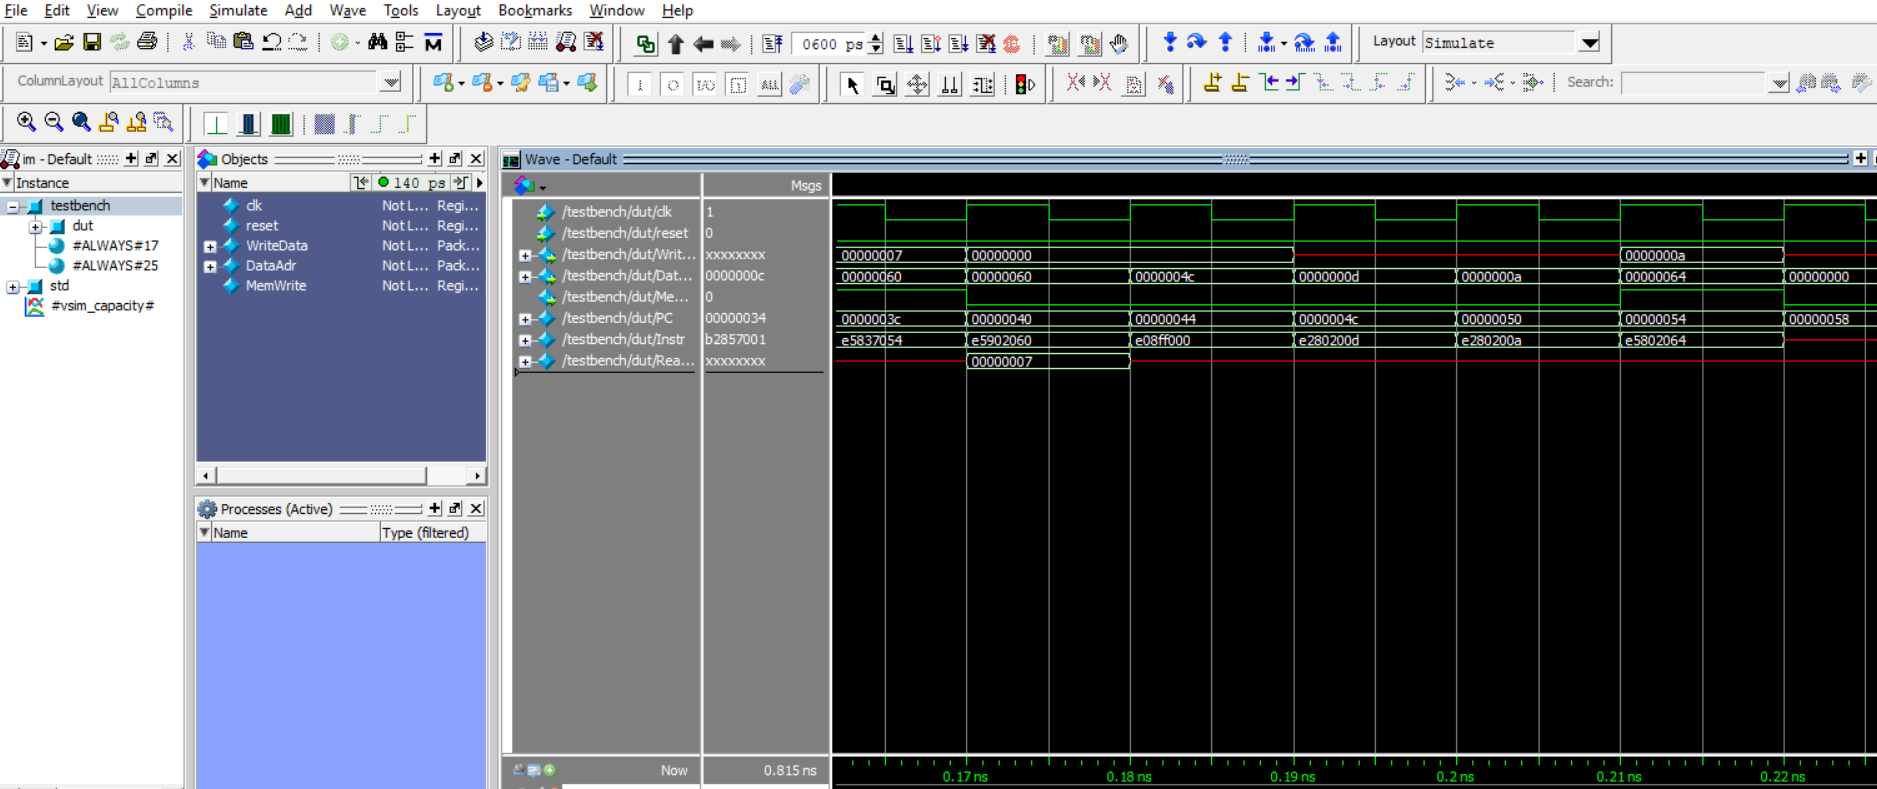 File Edit View Compile Simulate Add Wave Tools Layout Bookmarks Window Help
0600 ps
Layout Simulate
ColumnLayout AllColumns
Search:
im - Default
Instance
testbench
dut
#ALWAYS#17
#ALWAYS#25
std
#vsim_capacity#
Objects
Name 140 ps
clk Not L... Regi...
reset Not L... Regi...
WriteData Not L... Pack...
DataAdr Not L... Pack...
MemWrite Not L... Regi...
Processes (Active)
Name Type (filtered)
Wave - Default
Msgs
/testbench/dut/clk 1
/testbench/dut/reset 0
/testbench/dut/Writ... xxxxxxxx 00000007 00000000 0000000a
/testbench/dut/Dat... 0000000c 00000060 00000060 0000004c 0000000d 0000000a 00000064 00000000
/testbench/dut/Me... 0
/testbench/dut/PC 00000034 0000003c 00000040 00000044 0000004c 00000050 00000054 00000058
/testbench/dut/Instr b2857001 e5837054 e5902060 e08ff000 e280200d e280200a e5802064
/testbench/dut/Rea... xxxxxxxx 00000007
Now 0.815 ns
0.17 ns 0.18 ns 0.19 ns 0.2 ns 0.21 ns 0.22 ns